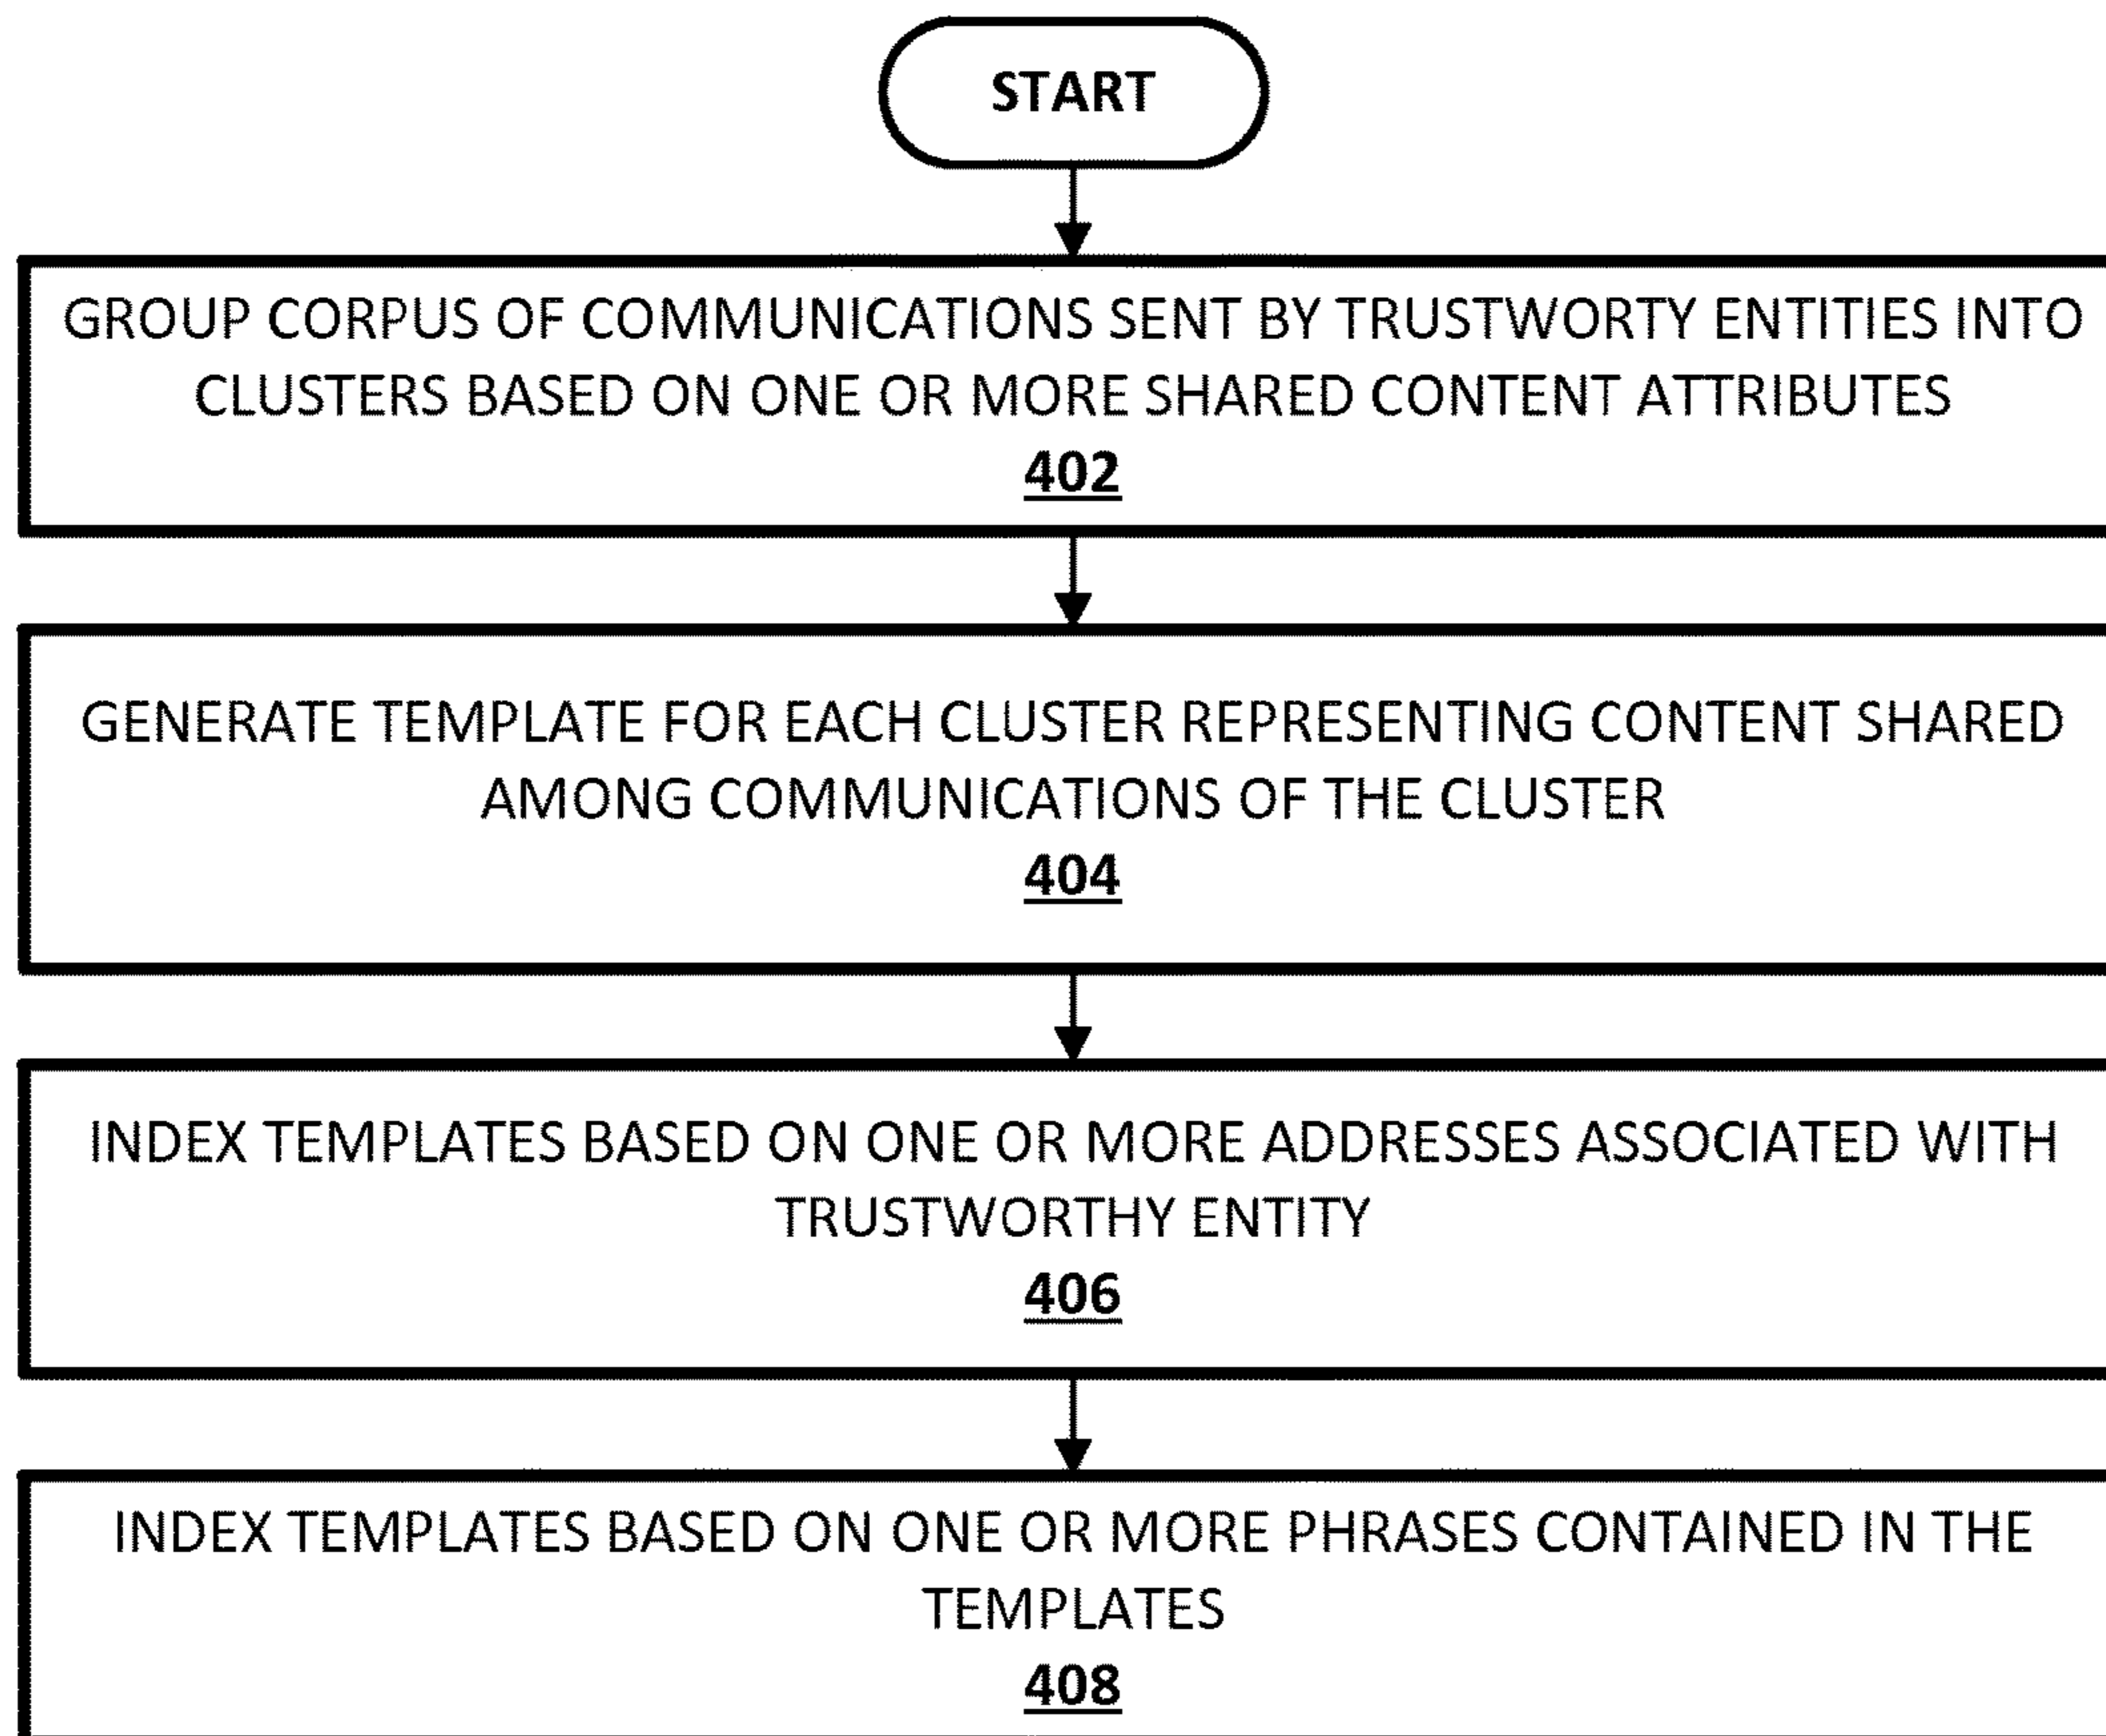 START
GROUP CORPUS OF COMMUNICATIONS SENT BY TRUSTWORTY ENTITIES INTO
CLUSTERS BASED ON ONE OR MORE SHARED CONTENT ATTRIBUTES
402
GENERATE TEMPLATE FOR EACH CLUSTER REPRESENTING CONTENT SHARED
AMONG COMMUNICATIONS OF THE CLUSTER
404
INDEX TEMPLATES BASED ON ONE OR MORE ADDRESSES ASSOCIATED WITH
TRUSTWORTHY ENTITY
406
INDEX TEMPLATES BASED ON ONE OR MORE PHRASES CONTAINED IN THE
TEMPLATES
408